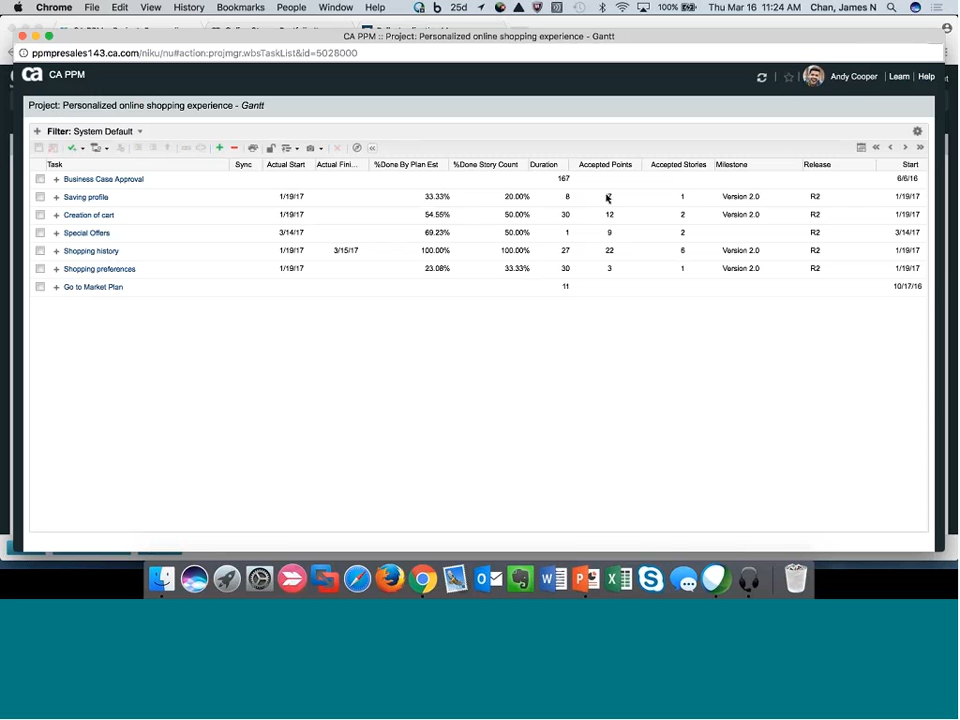 Chrome File Edit View History Bookmarks People Window Help 25d 100% Thu Mar 16 11:24 AM Chan, James N
CA PPM :: Project: Personalized online shopping experience - Gantt
ppmpresales143.ca.com/niku/nu#action:projmgr.wbsTaskList&id=5028000
ca CA PPM Andy Cooper Learn Help
Project: Personalized online shopping experience - Gantt
Filter: System Default
Task Sync Actual Start Actual Fini... %Done By Plan Est %Done Story Count Duration Accepted Points Accepted Stories Milestone Release Start
Business Case Approval 167 6/6/16
Saving profile 1/19/17 33.33% 20.00% 8 1 Version 2.0 R2 1/19/17
Creation of cart 1/19/17 54.55% 50.00% 30 12 2 Version 2.0 R2 1/19/17
Special Offers 3/14/17 69.23% 50.00% 1 9 2 R2 3/14/17
Shopping history 1/19/17 3/15/17 100.00% 100.00% 27 22 6 Version 2.0 R2 1/19/17
Shopping preferences 1/19/17 23.08% 33.33% 30 3 1 Version 2.0 R2 1/19/17
Go to Market Plan 11 10/17/16